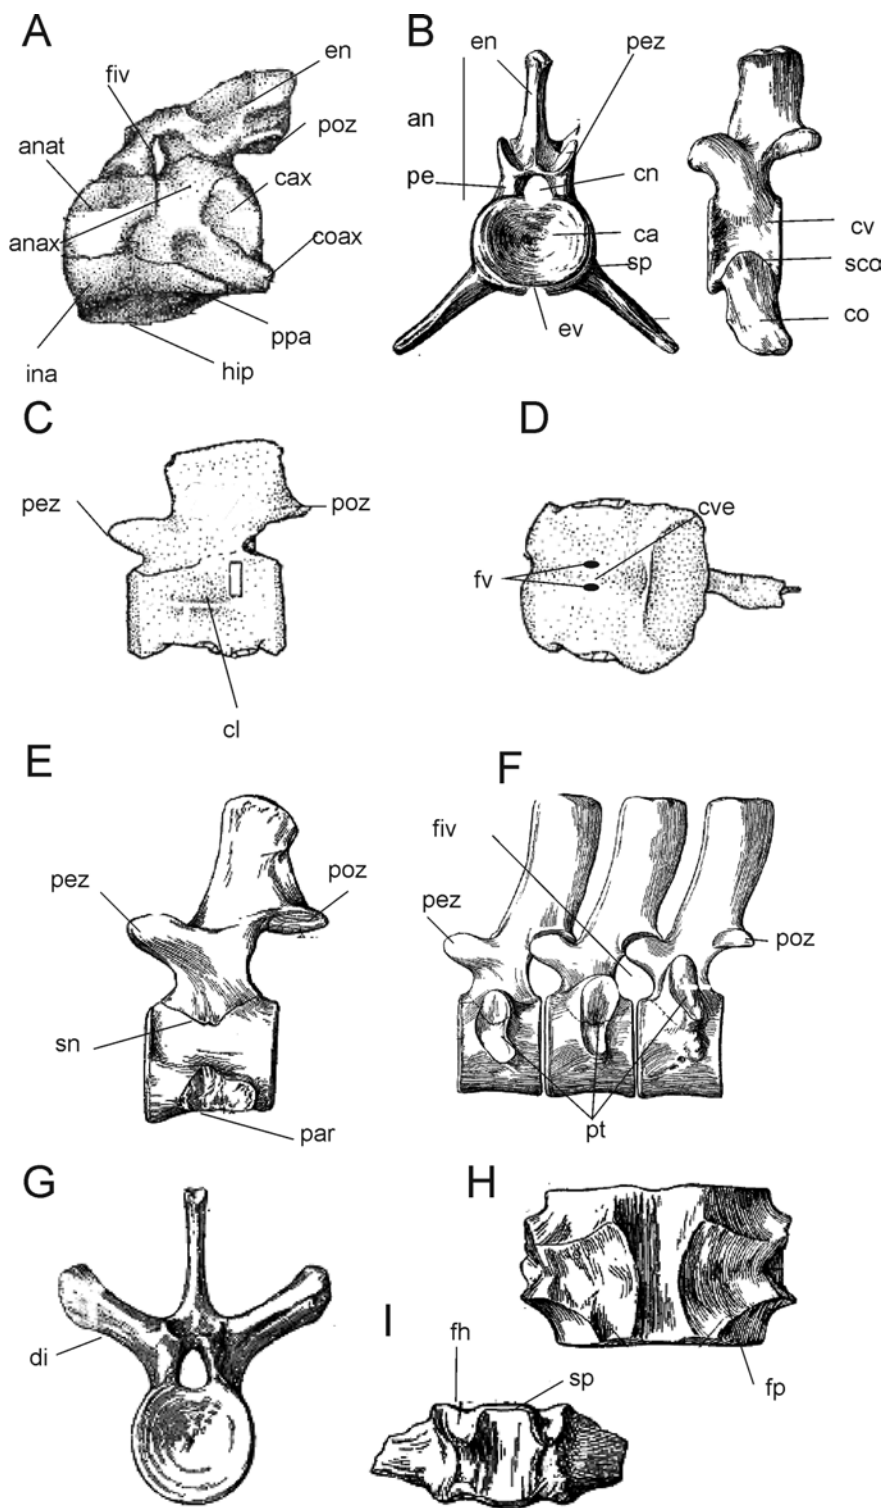 A
fiv
en
poz
anat
cax
anax
coax
ppa
ina
hip
B
en
pez
an
pe
cn
ca
sp
ev
cv
sca
co
C
pez
poz
cl
D
cve
fv
E
pez
poz
sn
par
F
fiv
pez
poz
pt
G
di
H
fp
I
fh
sp